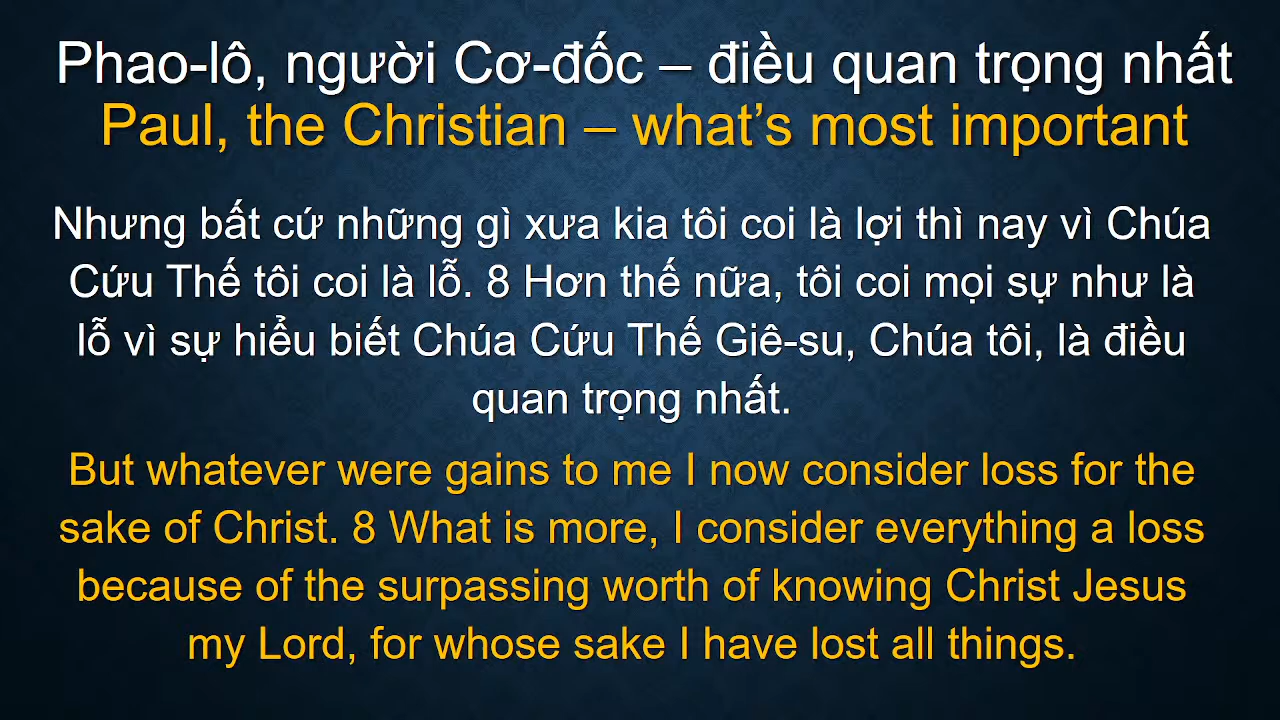 Phao-lô, người Cơ-đốc – điều quan trọng nhất
Paul, the Christian – what’s most important
Nhưng bất cứ những gì xưa kia tôi coi là lợi thì nay vì Chúa
Cứu Thế tôi coi là lỗ. 8 Hơn thế nữa, tôi coi mọi sự như là
lỗ vì sự hiểu biết Chúa Cứu Thế Giê-su, Chúa tôi, là điều
quan trọng nhất.
But whatever were gains to me I now consider loss for the
sake of Christ. 8 What is more, I consider everything a loss
because of the surpassing worth of knowing Christ Jesus
my Lord, for whose sake I have lost all things.